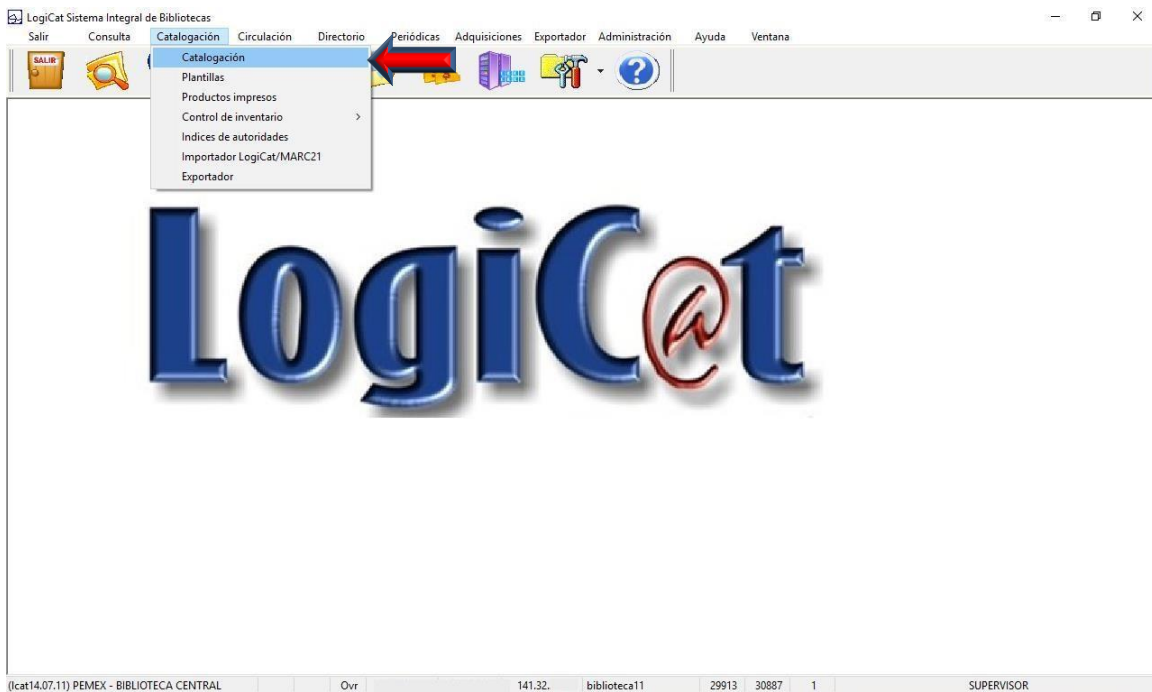 LogiCat Sistema Integral de Bibliotecas
Salir Consulta Catalogación Circulación Directorio Periódicas Adquisiciones Exportador Administración Ayuda Ventana
SALIR
Catalogación
Plantillas
Productos impresos
Control de inventario
Indices de autoridades
Importador LogiCat/MARC21
Exportador
LogiC@t
(lcat14.07.11) PEMEX - BIBLIOTECA CENTRAL Ovr 141.32. biblioteca11 29913 30887 1 SUPERVISOR